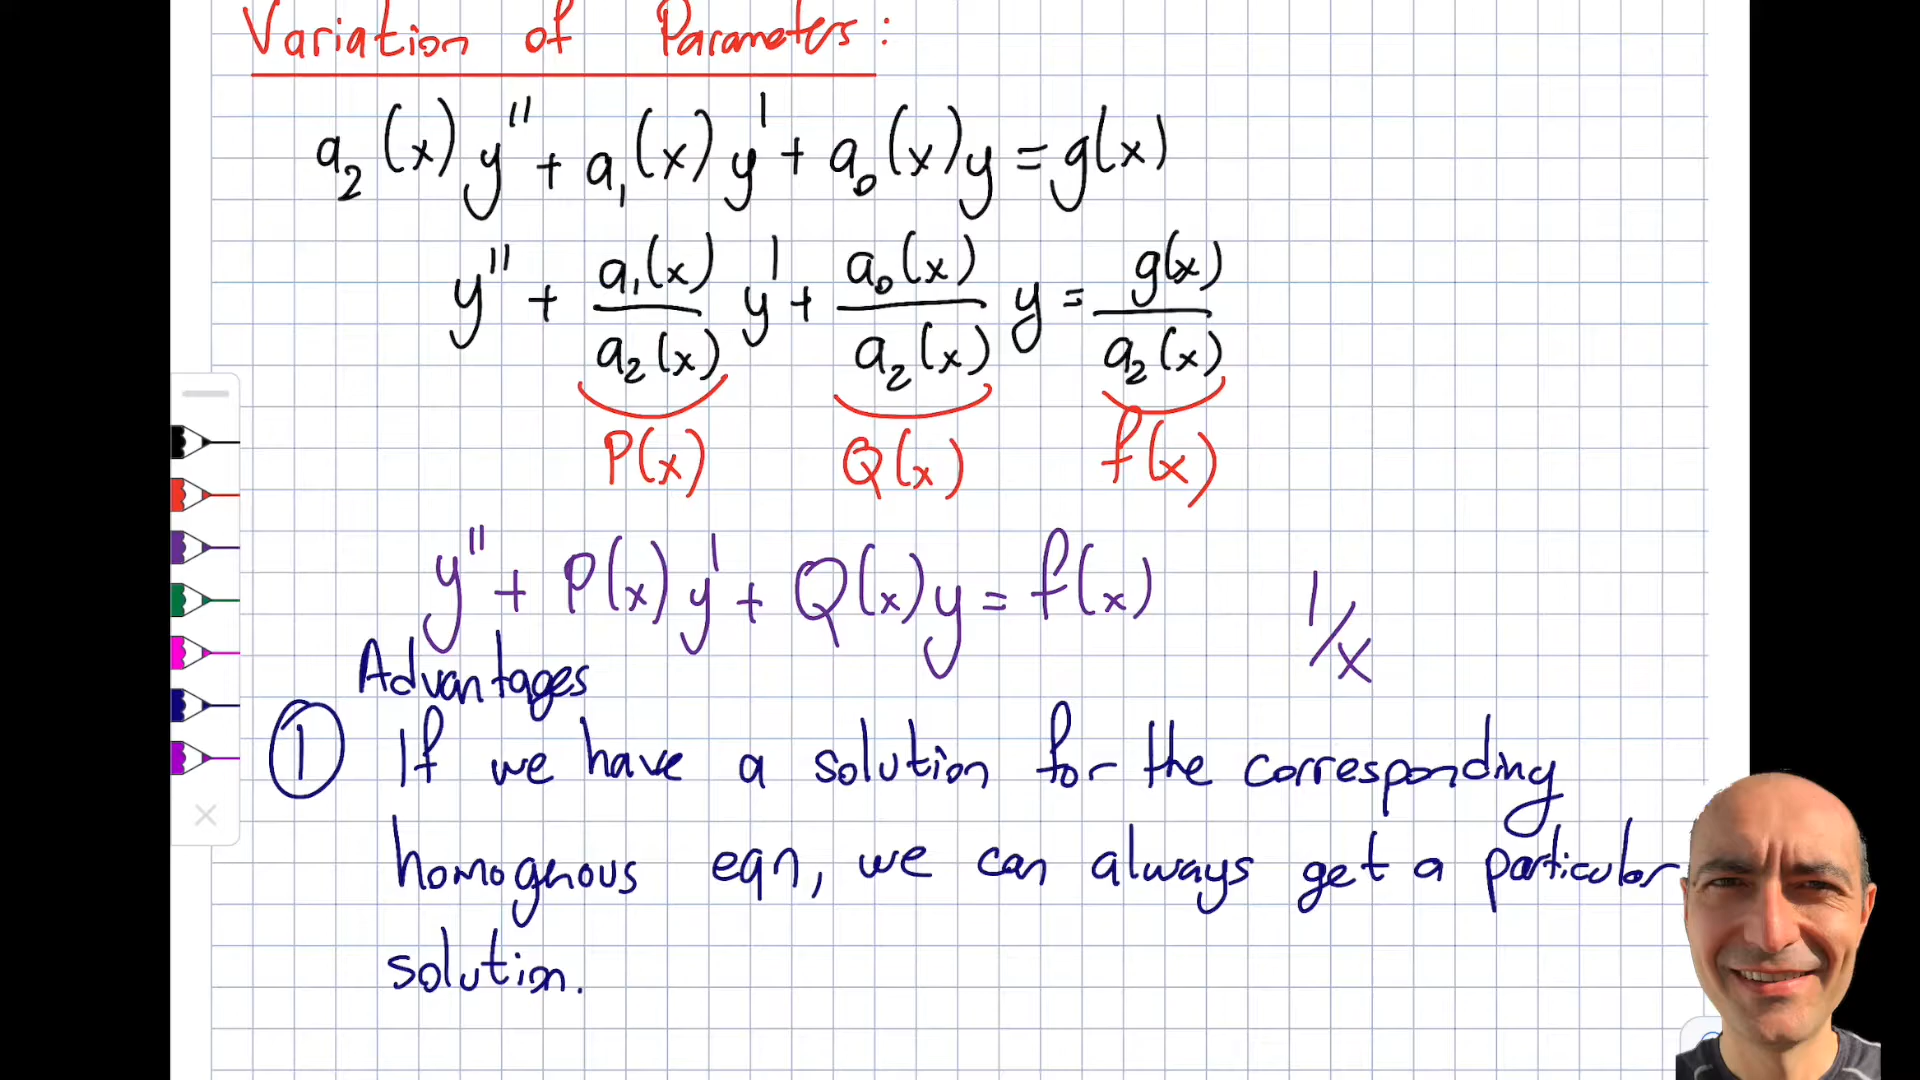 Variation of Parameters:
a₂(x)y'' + a₁(x)y' + a₀(x)y = g(x)
y'' + a₁(x)/a₂(x) y' + a₀(x)/a₂(x) y = g(x)/a₂(x)
P(x) Q(x) f(x)
y'' + P(x)y' + Q(x)y = f(x) 1/x
Advantages
① If we have a solution for the corresponding
homogenous eqn, we can always get a particular
solution.